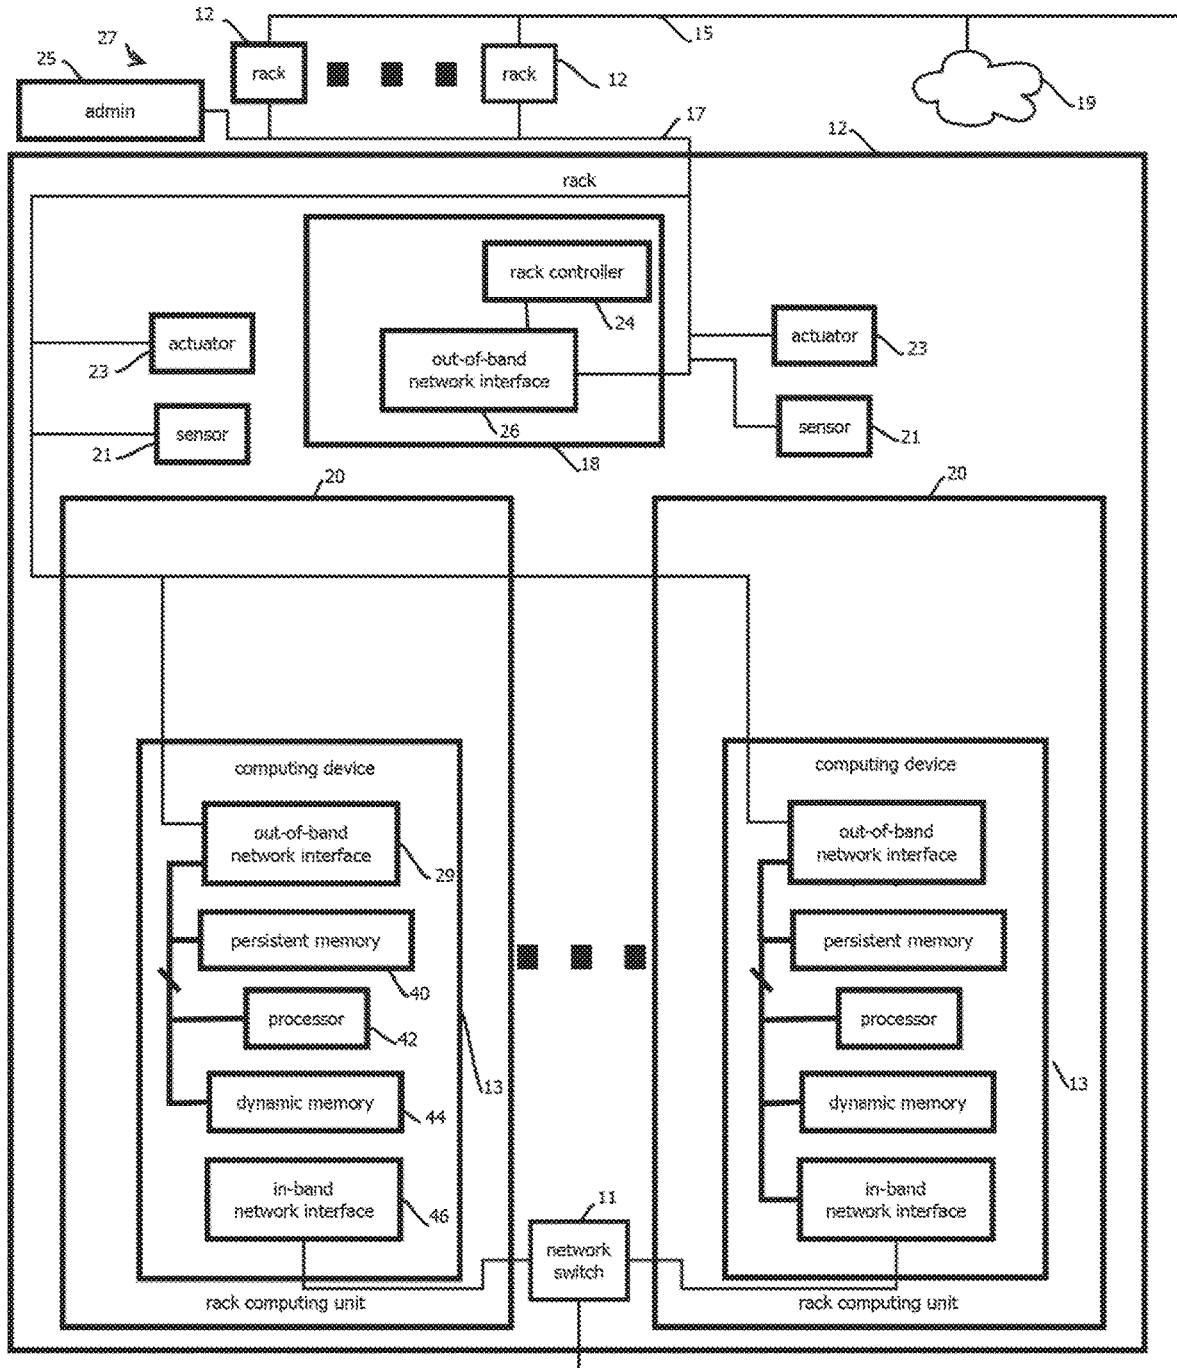 12
15
27
25
rack
rack
12
admin
19
17
12
rack
rack controller
24
actuator
23
out-of-band
network interface
26
actuator
23
sensor
21
18
sensor
21
20
20
computing device
out-of-band
network interface
29
persistent memory
40
processor
42
dynamic memory
44
13
in-band
network interface
46
rack computing unit
11
network
switch
computing device
out-of-band
network interface
persistent memory
processor
dynamic memory
13
in-band
network interface
rack computing unit